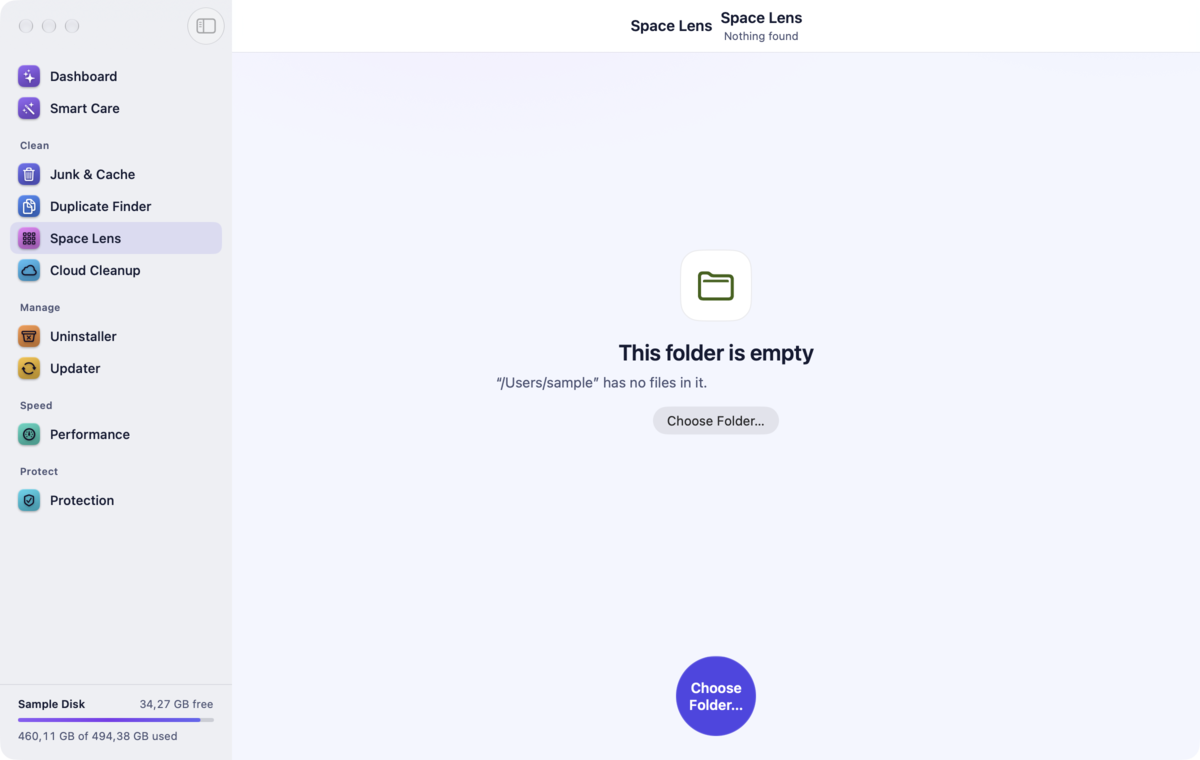 Space Lens
Space Lens
Nothing found
Dashboard
Smart Care
Clean
Junk & Cache
Duplicate Finder
Space Lens
Cloud Cleanup
Manage
Uninstaller
Updater
Speed
Performance
Protect
Protection
Sample Disk
34,27 GB free
460,11 GB of 494,38 GB used
This folder is empty
“/Users/sample” has no files in it.
Choose Folder...
Choose
Folder...